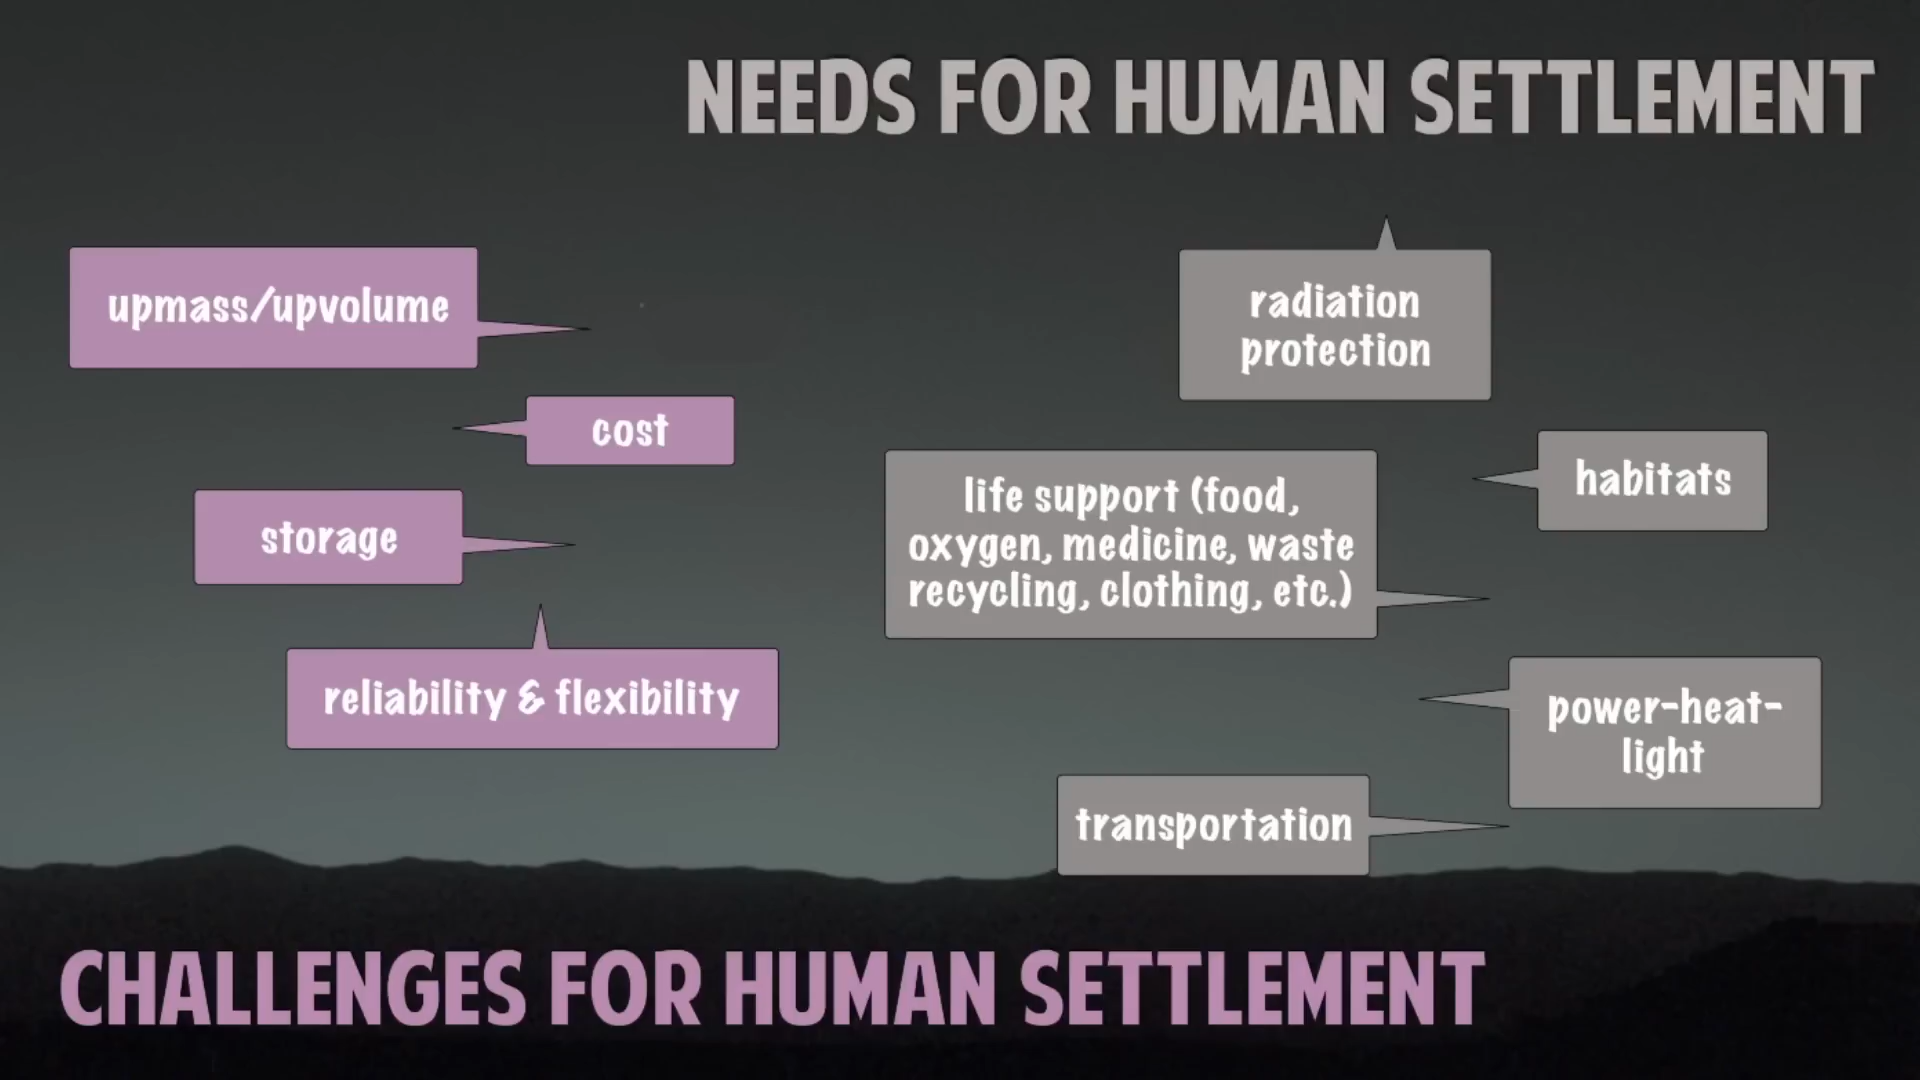 NEEDS FOR HUMAN SETTLEMENT
upmass/upvolume
cost
storage
reliability & flexibility
radiation
protection
habitats
life support (food,
oxygen, medicine, waste
recycling, clothing, etc.)
power-heat-
light
transportation
CHALLENGES FOR HUMAN SETTLEMENT